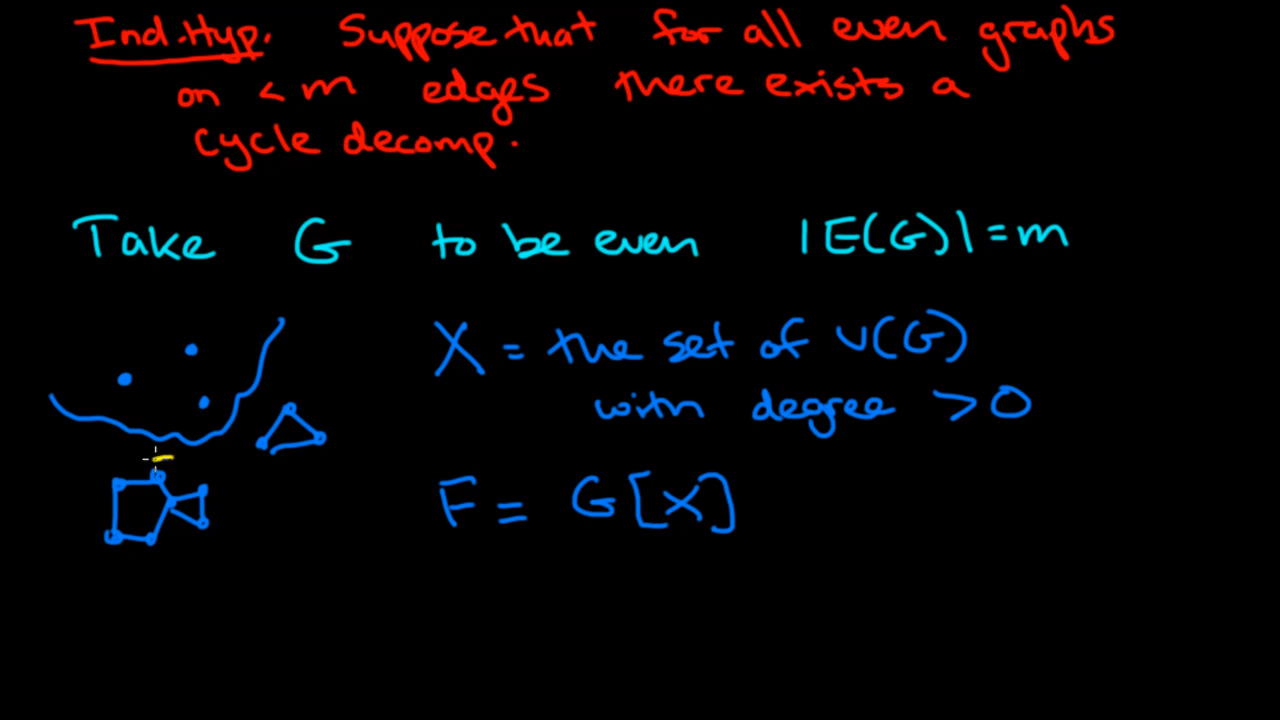 Ind. Hyp. Suppose that for all even graphs
on < m edges there exists a
cycle decomp.
Take G to be even |E(G)| = m
X = the set of V(G)
with degree > 0
F = G[X]